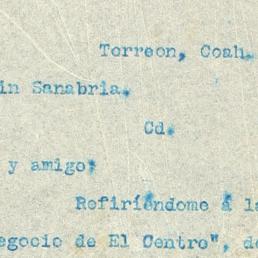 Torreon, Coah.
in Sanabria.
Cd.
y amigo:
Refiriéndome á la
egocio de El Centro", de